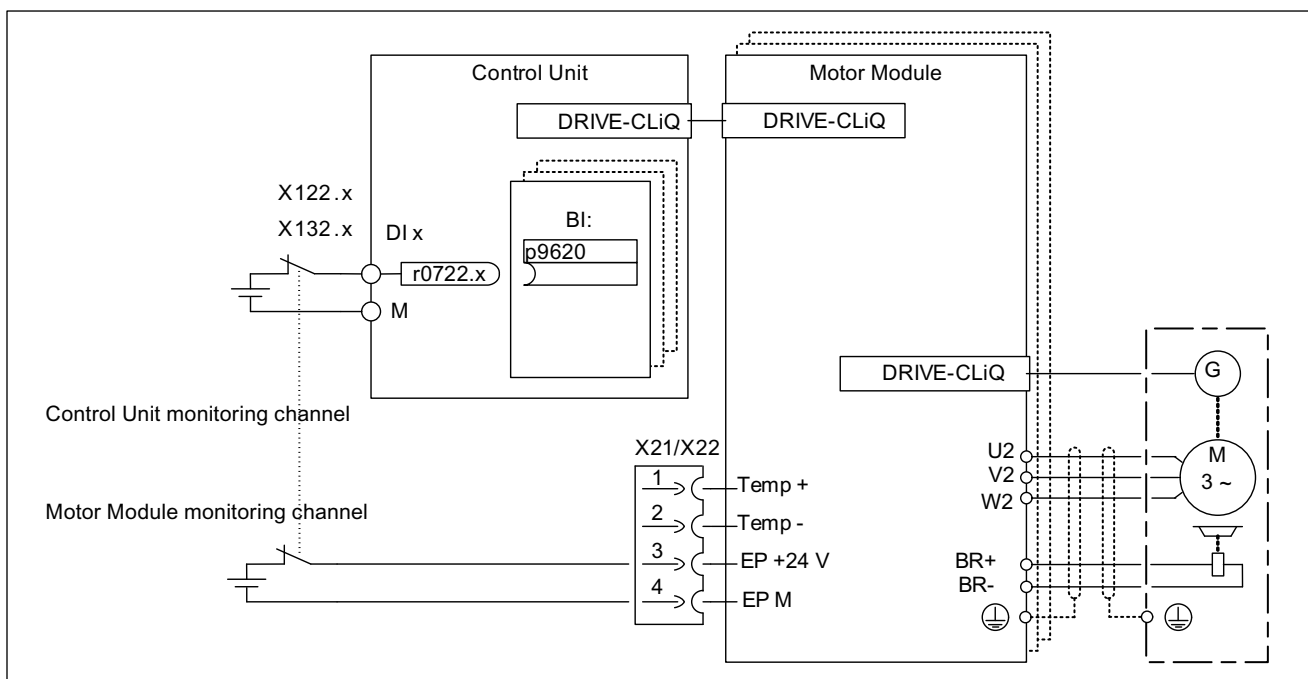 Control Unit
Motor Module
DRIVE-CLiQ
DRIVE-CLiQ
X122.x
X132.x
DI x
BI:
p9620
r0722.x
M
DRIVE-CLiQ
G
Control Unit monitoring channel
X21/X22
U2
V2
W2
M
3 ~
1
Temp +
2
Temp -
Motor Module monitoring channel
3
EP +24 V
4
EP M
BR+
BR-